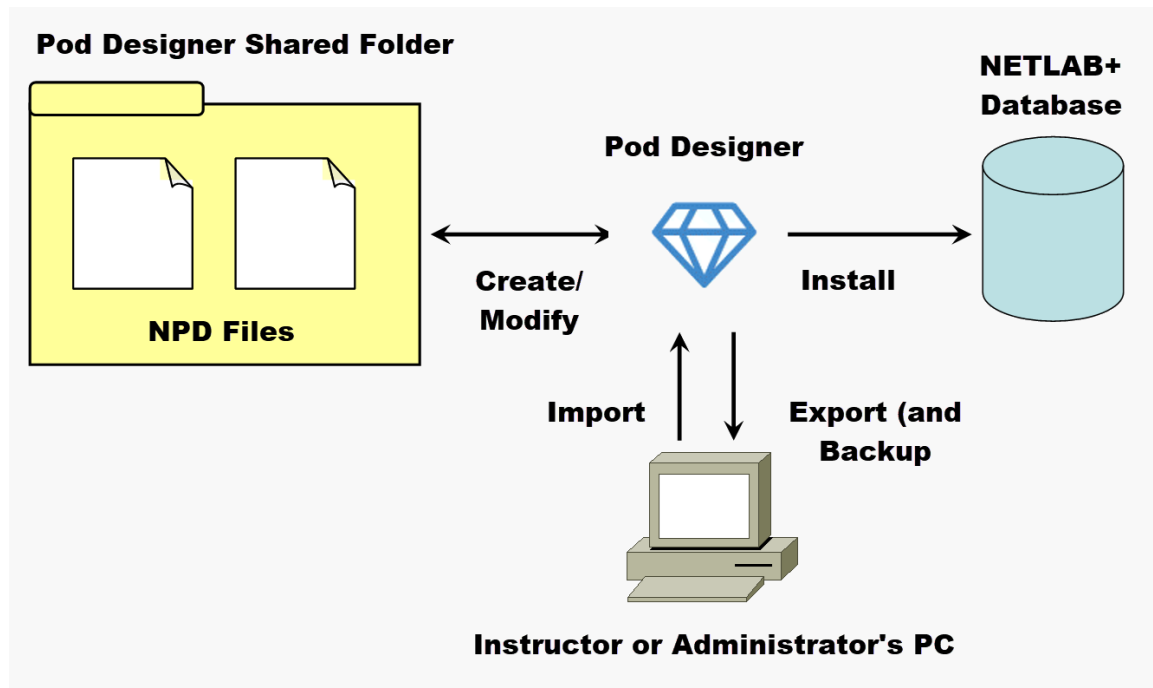 Pod Designer Shared Folder
NETLAB+
Database
Pod Designer
Create/
Modify
Install
NPD Files
Import
Export (and
Backup
Instructor or Administrator's PC